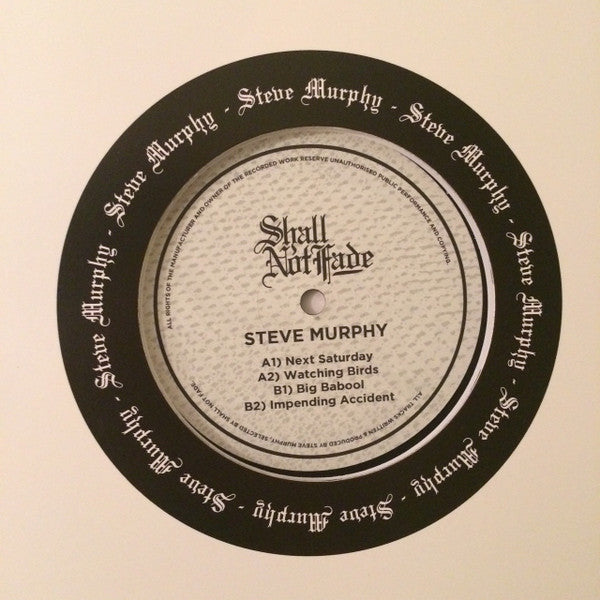 Steve Murphy - Steve Murphy - Steve Murphy - Steve Murphy - Steve Murphy - Steve Murphy - Steve Murphy - Steve Murphy -
ALL RIGHTS OF THE MANUFACTURER AND OWNER OF THE RECORDED WORK RESERVE UNAUTHORISED PUBLIC PERFORMANCE AND COPYING.
Shall
Not Fade
STEVE MURPHY
A1) Next Saturday
A2) Watching Birds
B1) Big Babool
B2) Impending Accident
ALL TRACKS WRITTEN & PRODUCED BY STEVE MURPHY, SELECTED BY SHALL NOT FADE